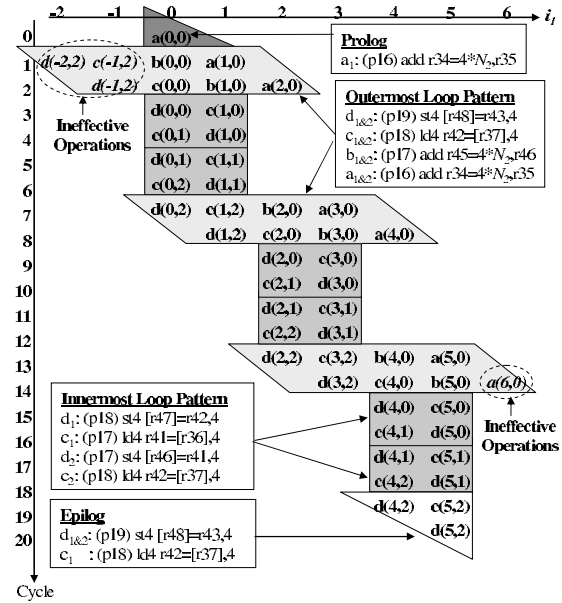 -2 -1 0 1 2 3 4 5 6 i₁
0 a(0,0)
1 d(-2,2) c(-1,2) b(0,0) a(1,0)
2 d(-1,2) c(0,0) b(1,0) a(2,0)
Ineffective Operations
3 d(0,0) c(1,0)
4 c(0,1) d(1,0)
5 d(0,1) c(1,1)
6 c(0,2) d(1,1)
7 d(0,2) c(1,2) b(2,0) a(3,0)
8 d(1,2) c(2,0) b(3,0) a(4,0)
9 d(2,0) c(3,0)
10 c(2,1) d(3,0)
11 d(2,1) c(3,1)
12 c(2,2) d(3,1)
13 d(2,2) c(3,2) b(4,0) a(5,0)
14 d(3,2) c(4,0) b(5,0) a(6,0)
Ineffective Operations
15 d(4,0) c(5,0)
16 c(4,1) d(5,0)
17 d(4,1) c(5,1)
18 c(4,2) d(5,1)
19 d(4,2) c(5,2)
20 d(5,2)
Cycle
Prolog
a₁: (p16) add r34=4*N₂,r35
Outermost Loop Pattern
d₁&₂: (p19) st4 [r48]=r43,4
c₁&₂: (p18) ld4 r42=[r37],4
b₁&₂: (p17) add r45=4*N₂,r46
a₁&₂: (p16) add r34=4*N₂,r35
Innermost Loop Pattern
d₁: (p18) st4 [r47]=r42,4
c₁: (p17) ld4 r41=[r36],4
d₂: (p17) st4 [r46]=r41,4
c₂: (p18) ld4 r42=[r37],4
Epilog
d₁&₂: (p19) st4 [r48]=r43,4
c₁ : (p18) ld4 r42=[r37],4